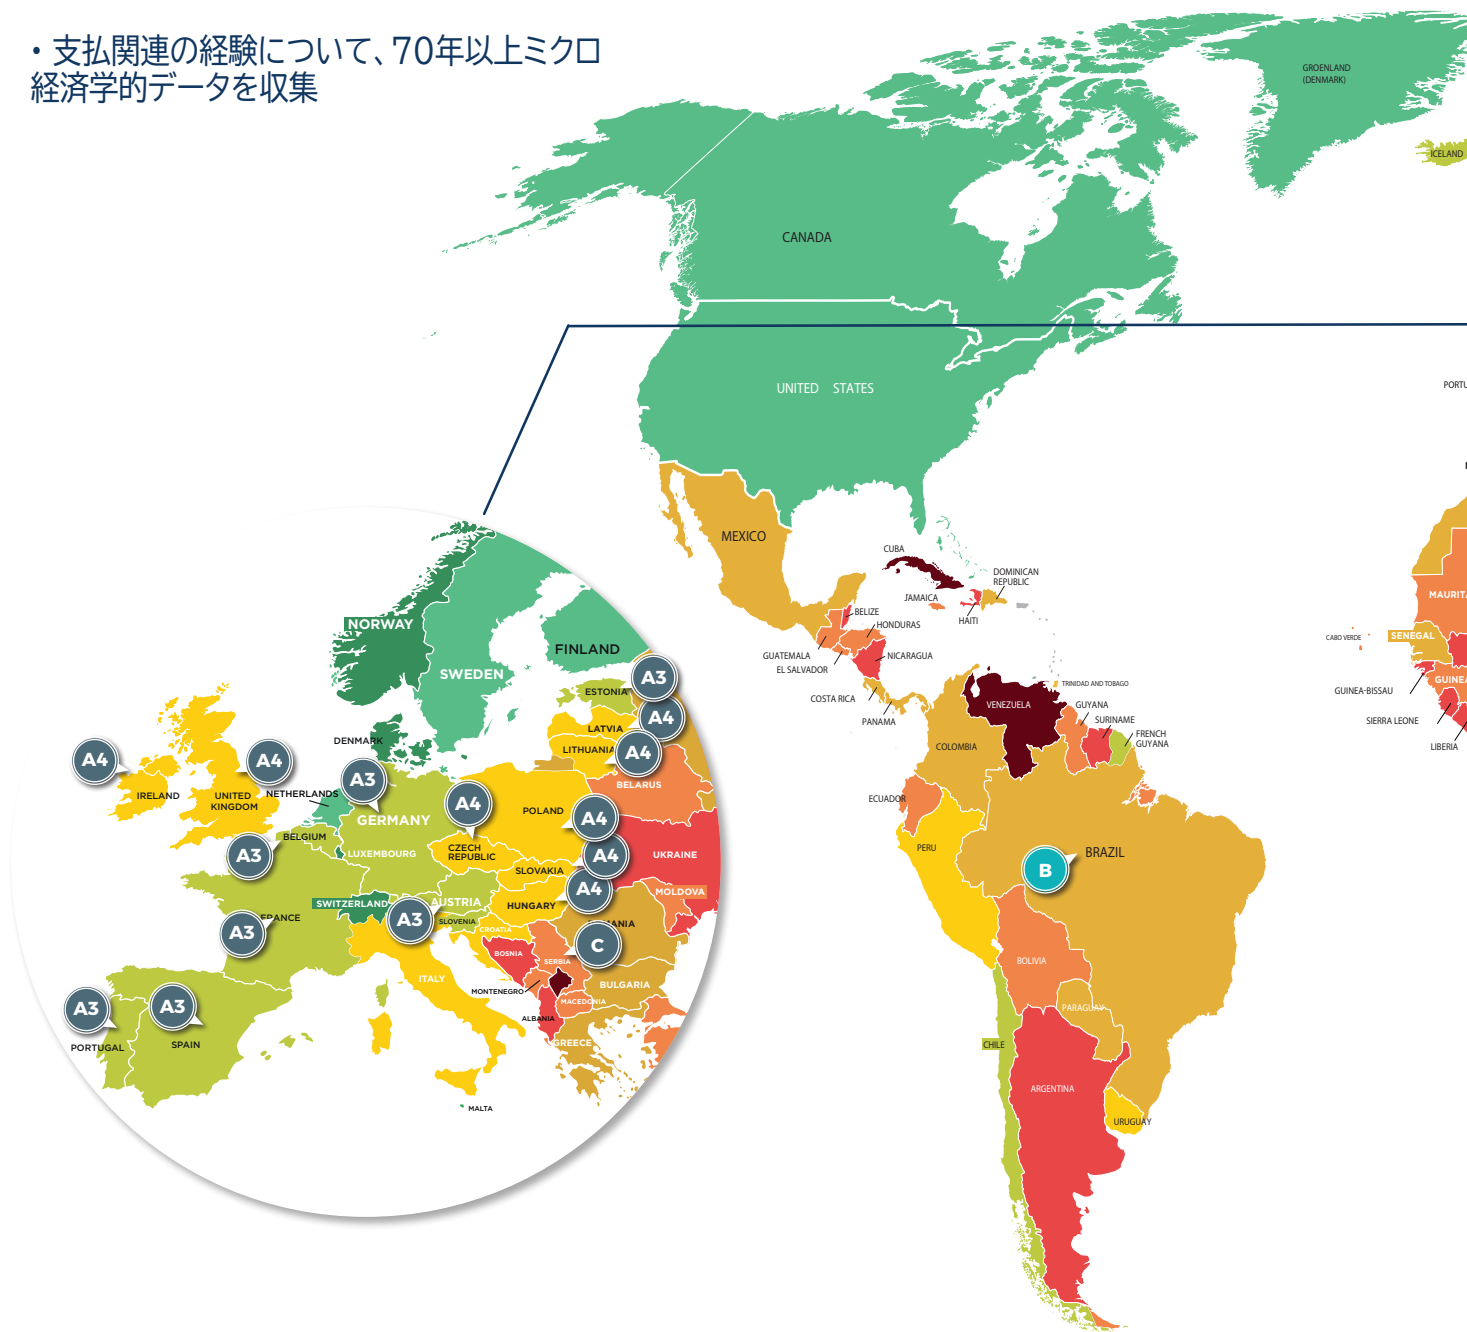 ・支払関連の経験について、70年以上ミクロ
経済学的データを収集
GROENLAND
(DENMARK)
ICELAND
CANADA
UNITED STATES
PORTU
MEXICO
CUBA
DOMINICAN
REPUBLIC
JAMAICA
HAITI
BELIZE
HONDURAS
GUATEMALA
EL SALVADOR
NICARAGUA
COSTA RICA
PANAMA
TRINIDAD AND TOBAGO
VENEZUELA
GUYANA
SURINAME
FRENCH
GUYANA
COLOMBIA
ECUADOR
PERU
BRAZIL
B
BOLIVIA
PARAGUAY
CHILE
ARGENTINA
URUGUAY
MAURITA
CABO VERDE
SENEGAL
GUINEA
GUINEA-BISSAU
SIERRA LEONE
LIBERIA
NORWAY
SWEDEN
FINLAND
A3
ESTONIA
A4
LATVIA
LITHUANIA
A4
DENMARK
A4
A4
A3
IRELAND
UNITED
KINGDOM
NETHERLANDS
BELARUS
A4
POLAND
A4
GERMANY
BELGIUM
A3
LUXEMBOURG
CZECH
REPUBLIC
A4
UKRAINE
SLOVAKIA
A4
MOLDOVA
SWITZERLAND
AUSTRIA
HUNGARY
FRANCE
A3
A3
SLOVENIA
CROATIA
MANIA
C
BOSNIA
SERBIA
ITALY
MONTENEGRO
BULGARIA
MACEDONIA
A3
A3
ALBANIA
PORTUGAL
SPAIN
GREECE
MALTA